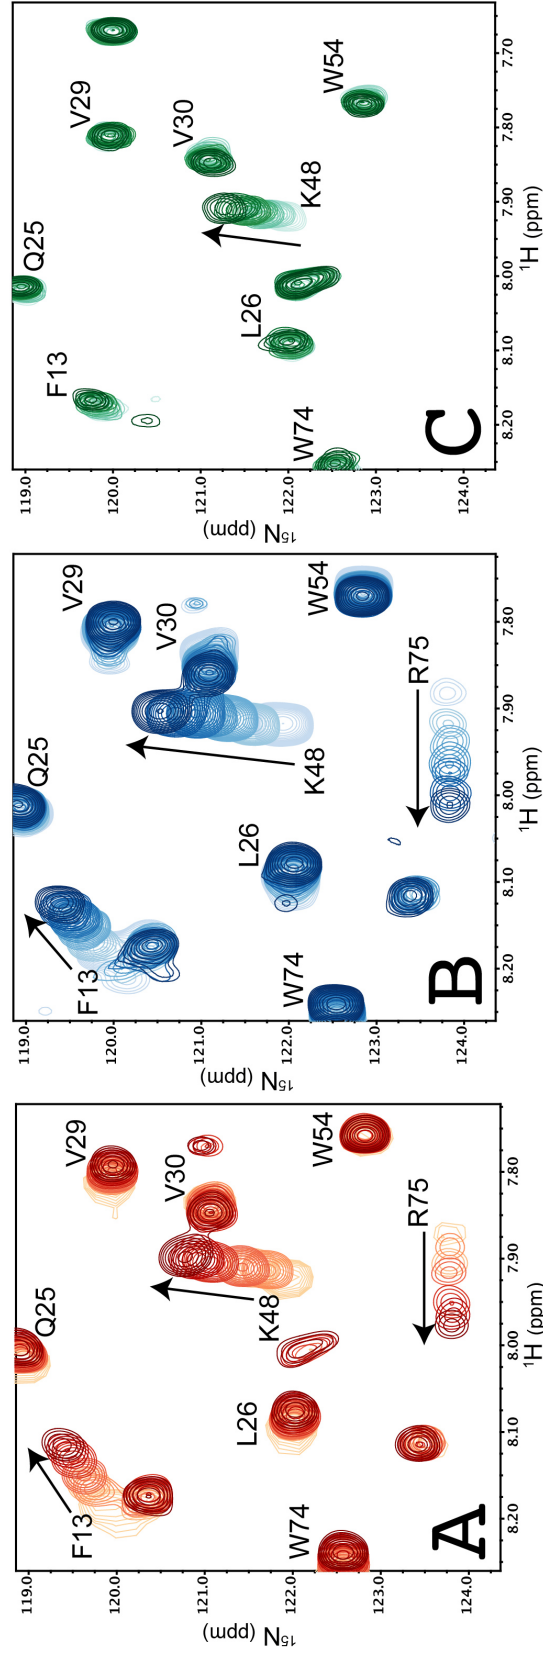 A
F13
Q25
V29
V30
K48
L26
W74
W54
R75
119.0
120.0
121.0
122.0
123.0
124.0
¹⁵N (ppm)
8.20
8.10
8.00
7.90
7.80
¹H (ppm)
B
F13
Q25
V29
V30
K48
L26
W74
W54
R75
119.0
120.0
121.0
122.0
123.0
124.0
¹⁵N (ppm)
8.20
8.10
8.00
7.90
7.80
¹H (ppm)
C
F13
Q25
V29
V30
K48
L26
W74
W54
119.0
120.0
121.0
122.0
123.0
124.0
¹⁵N (ppm)
8.20
8.10
8.00
7.90
7.80
7.70
¹H (ppm)